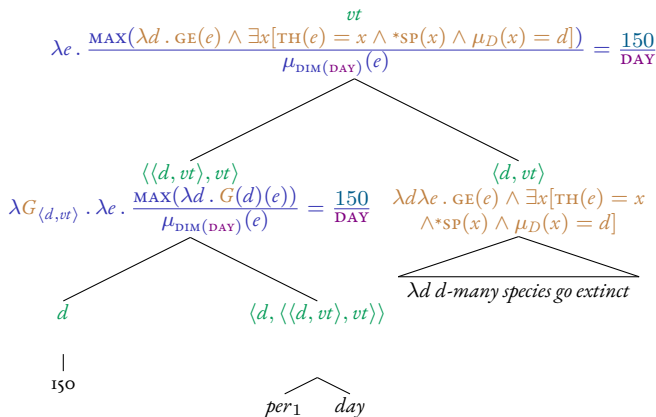 vt
λe . MAX(λd . GE(e) ∧ ∃x[TH(e) = x ∧ *SP(x) ∧ μ_D(x) = d]) / μ_DIM(DAY)(e) = 150 / DAY
⟨⟨d, vt⟩, vt⟩ ⟨d, vt⟩
λG_⟨d,vt⟩ . λe . MAX(λd . G(d)(e)) / μ_DIM(DAY)(e) = 150 / DAY
λdλe . GE(e) ∧ ∃x[TH(e) = x
∧*SP(x) ∧ μ_D(x) = d]
d ⟨d, ⟨⟨d, vt⟩, vt⟩⟩
λd d-many species go extinct
150
per₁ day